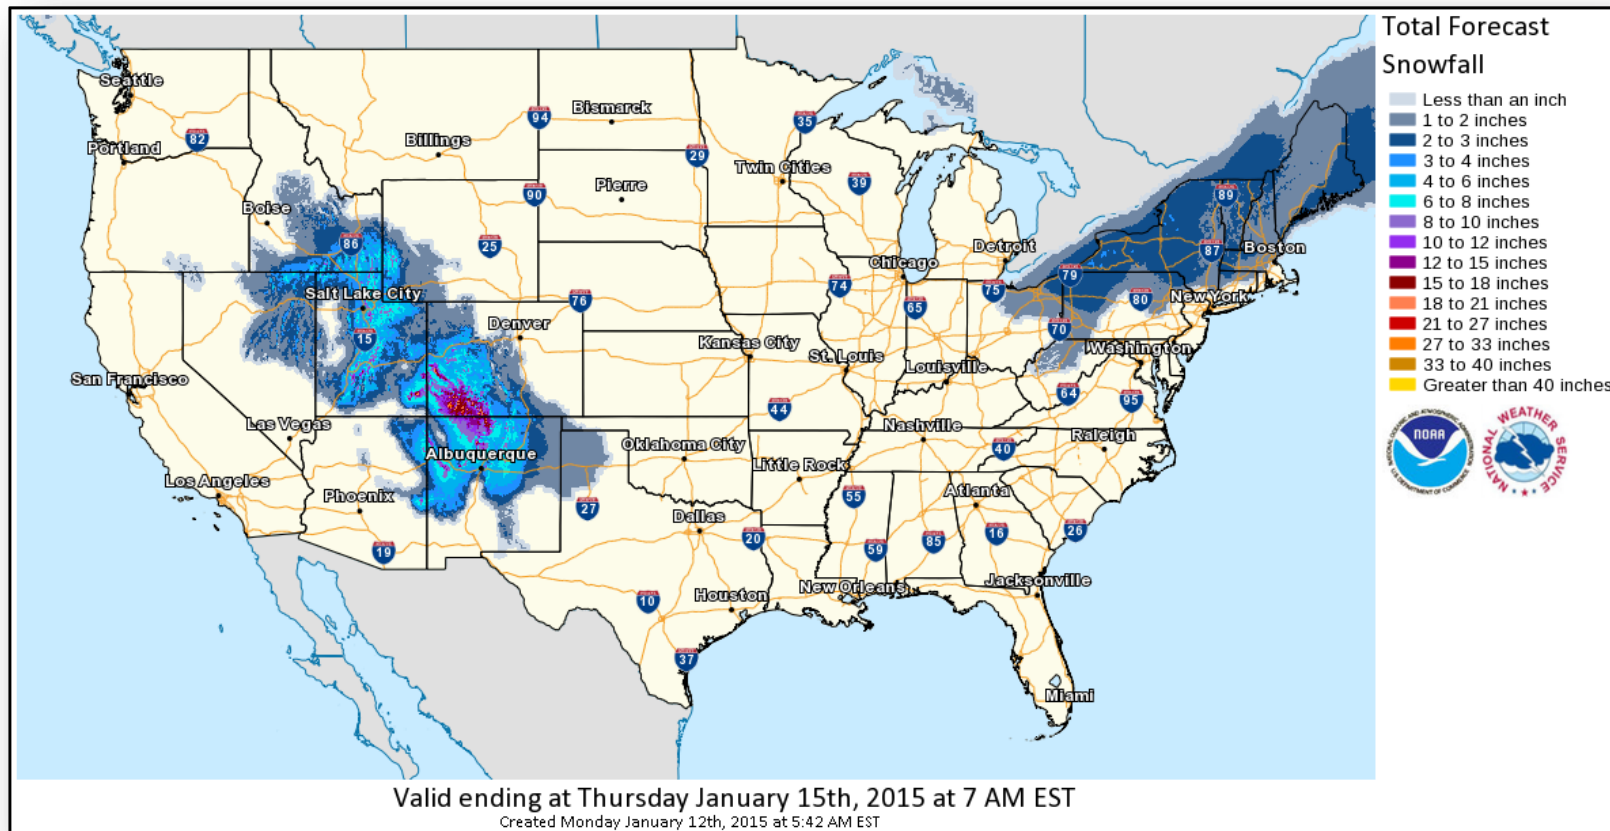 Total Forecast
Snowfall
Less than an inch
1 to 2 inches
2 to 3 inches
3 to 4 inches
4 to 6 inches
6 to 8 inches
8 to 10 inches
10 to 12 inches
12 to 15 inches
15 to 18 inches
18 to 21 inches
21 to 27 inches
27 to 33 inches
33 to 40 inches
Greater than 40 inches
NOAA
NATIONAL WEATHER SERVICE
Seattle
82
Portland
Billings
94
Bismarck
35
29
Twin Cities
39
90
Pierre
Boise
86
25
89
87
Boston
Detroit
Chicago
79
Salt Lake City
76
74
65
75
80
New York
15
Denver
70
Kansas City
St. Louis
Washington
Louisville
San Francisco
64
95
44
Las Vegas
Nashville
Raleigh
Albuquerque
Oklahoma City
40
Little Rock
Los Angeles
Phoenix
55
Atlanta
27
Dallas
20
16
26
19
59
85
Jacksonville
10
Houston
New Orleans
37
Miami
Valid ending at Thursday January 15th, 2015 at 7 AM EST
Created Monday January 12th, 2015 at 5:42 AM EST